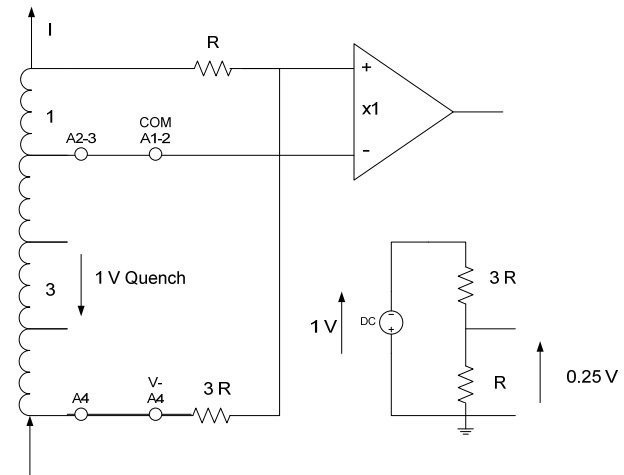 I
R
+
x1
-
1
A2-3
COM
A1-2
3
1 V Quench
1 V
DC
-
+
3 R
R
0.25 V
A4
V-
A4
3 R